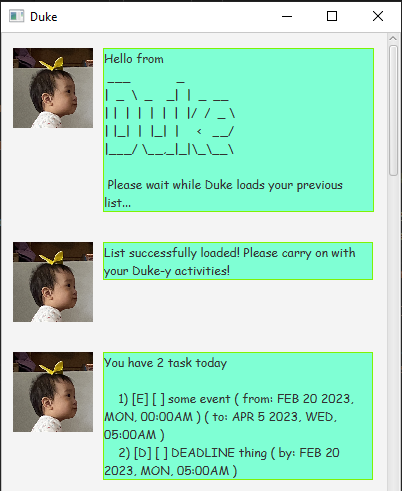 Duke
Hello from
 ____        _
|  _ \ _   _| | _____
| | | | | | | |/ / _ \
| |_| | |_| |   <  __/
|____/ \__,_|_|\_\___|
Please wait while Duke loads your previous
list...
List successfully loaded! Please carry on with
your Duke-y activities!
You have 2 task today
1) [E] [ ] some event ( from: FEB 20 2023,
MON, 00:00AM ) ( to: APR 5 2023, WED,
05:00AM )
2) [D] [ ] DEADLINE thing ( by: FEB 20
2023, MON, 05:00AM )